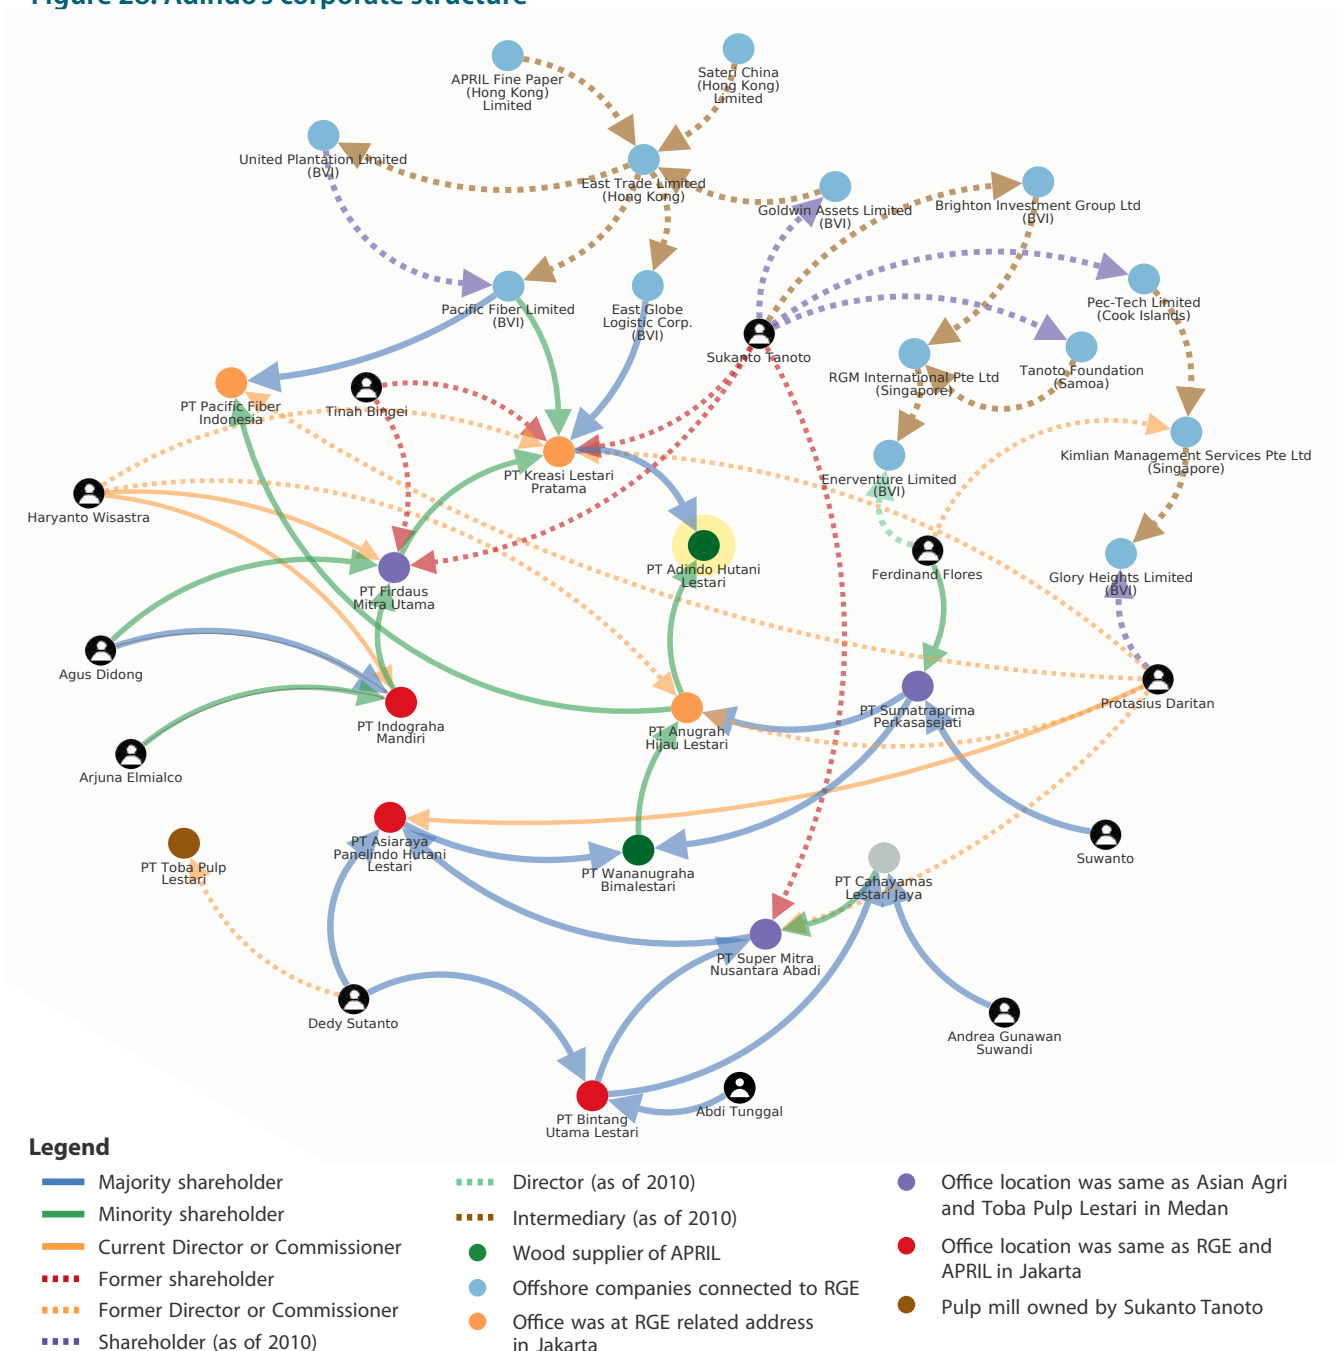 Figure 28: Adindo's corporate structure
APRIL Fine Paper
(Hong Kong)
Limited
Sateri China
(Hong Kong)
Limited
United Plantation Limited
(BVI)
East Trade Limited
(Hong Kong)
Goldwin Assets Limited
(BVI)
Brighton Investment Group Ltd
(BVI)
Pacific Fiber Limited
(BVI)
East Globe
Logistic Corp.
(BVI)
Pec-Tech Limited
(Cook Islands)
Sukanto Tanoto
RGM International Pte Ltd
(Singapore)
Tanoto Foundation
(Samoa)
PT Pacific Fiber
Indonesia
Tinah Bingei
PT Kreasi Lestari
Pratama
Enerventure Limited
(BVI)
Kimlian Management Services Pte Ltd
(Singapore)
Haryanto Wisastra
PT Firdaus
Mitra Utama
PT Adindo Hutani
Lestari
Ferdinand Flores
Glory Heights Limited
(BVI)
Agus Didong
PT Indograha
Mandiri
PT Anugrah
Hijau Lestari
PT Sumatraprima
Perkasasejati
Protasius Daritan
Arjuna Elmialco
PT Toba Pulp
Lestari
PT Asiaraya
Panelindo Hutani
Lestari
PT Wananugraha
Bimalestari
PT Cahayamas
Lestari Jaya
Suwanto
PT Super Mitra
Nusantara Abadi
Dedy Sutanto
Andrea Gunawan
Suwandi
PT Bintang
Utama Lestari
Abdi Tunggal
Legend
Majority shareholder
Minority shareholder
Current Director or Commissioner
Former shareholder
Former Director or Commissioner
Shareholder (as of 2010)
Director (as of 2010)
Intermediary (as of 2010)
Wood supplier of APRIL
Offshore companies connected to RGE
Office was at RGE related address
in Jakarta
Office location was same as Asian Agri
and Toba Pulp Lestari in Medan
Office location was same as RGE and
APRIL in Jakarta
Pulp mill owned by Sukanto Tanoto